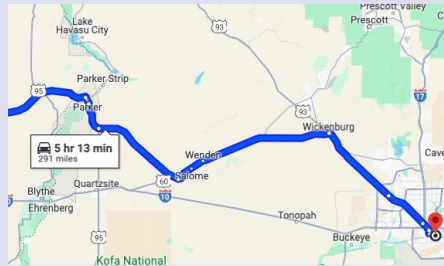 Prescott Valley
Prescott
Lake
Havasu City
93
Parker Strip
95
17
Parker
93
Wickenburg
Cave
5 hr 13 min
291 miles
Wenden
Salome
60
Quartzsite
10
Blythe
Ehrenberg
Tonopah
Buckeye
95
Kofa National